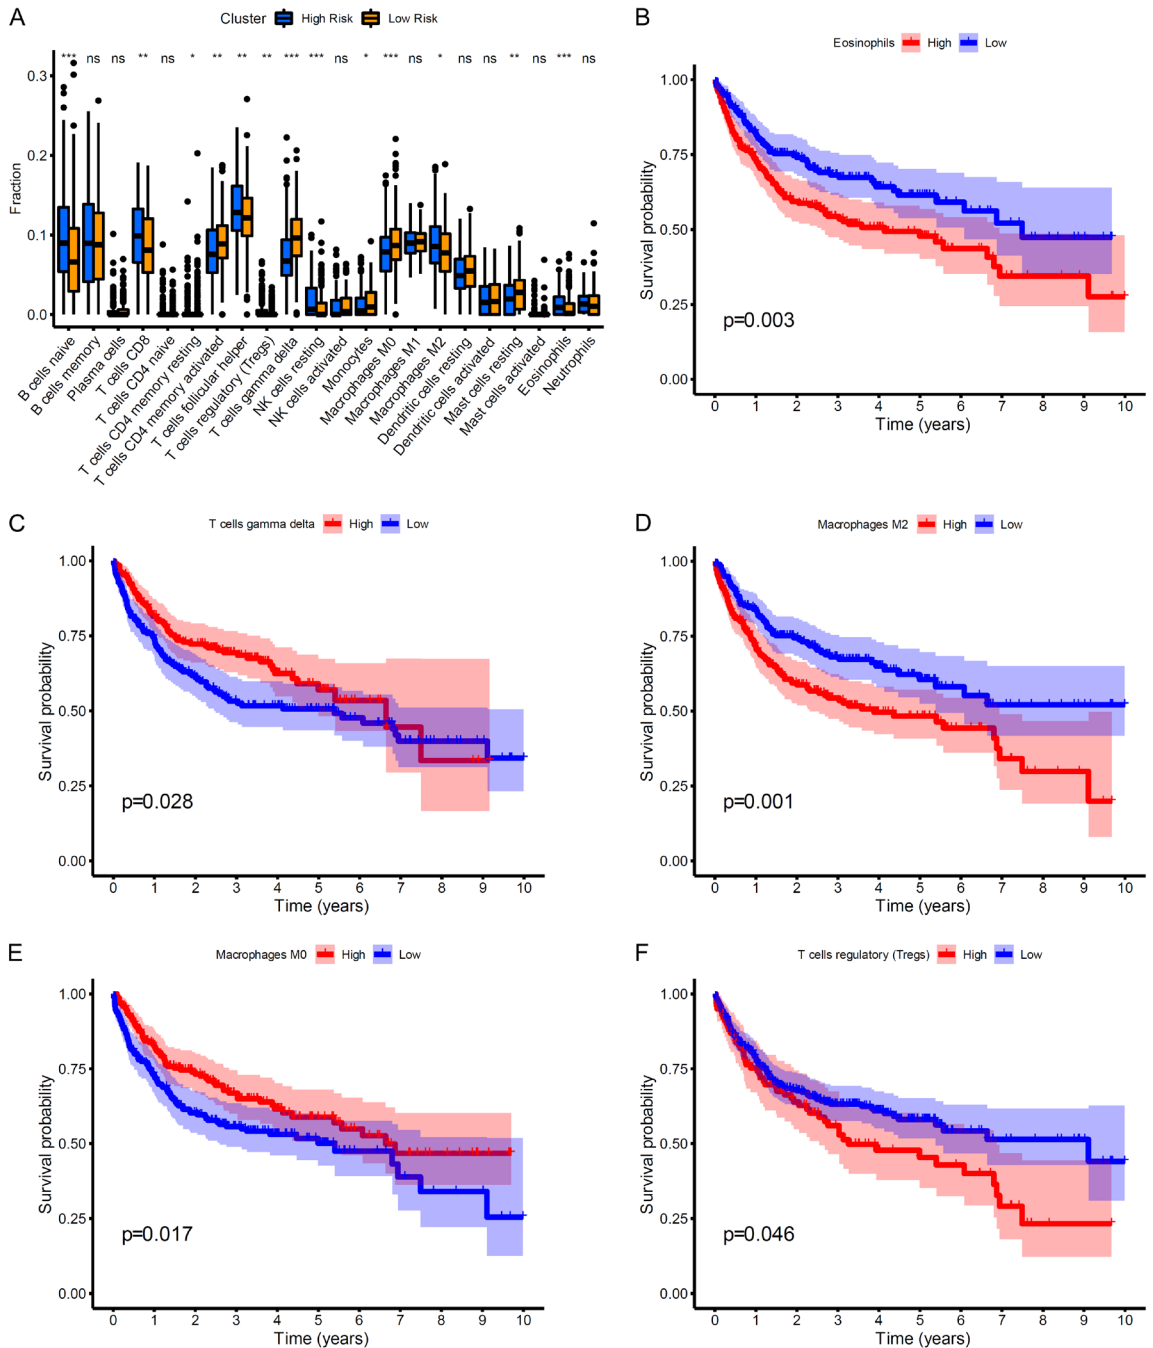 A
Cluster High Risk Low Risk
*** ns ns ** ns * ** ** ** *** *** ns * *** ns * ns ns ** ns *** ns
Fraction
0.3
0.2
0.1
0.0
B cells naive
B cells memory
Plasma cells
T cells CD8
T cells CD4 naive
T cells CD4 memory resting
T cells CD4 memory activated
T cells follicular helper
T cells regulatory (Tregs)
T cells gamma delta
NK cells resting
NK cells activated
Monocytes
Macrophages M0
Macrophages M1
Macrophages M2
Dendritic cells resting
Dendritic cells activated
Mast cells resting
Mast cells activated
Eosinophils
Neutrophils
B
Eosinophils High Low
Survival probability
1.00
0.75
0.50
0.25
0.00
p=0.003
0 1 2 3 4 5 6 7 8 9 10
Time (years)
C
T cells gamma delta High Low
Survival probability
1.00
0.75
0.50
0.25
0.00
p=0.028
0 1 2 3 4 5 6 7 8 9 10
Time (years)
D
Macrophages M2 High Low
Survival probability
1.00
0.75
0.50
0.25
0.00
p=0.001
0 1 2 3 4 5 6 7 8 9 10
Time (years)
E
Macrophages M0 High Low
Survival probability
1.00
0.75
0.50
0.25
0.00
p=0.017
0 1 2 3 4 5 6 7 8 9 10
Time (years)
F
T cells regulatory (Tregs) High Low
Survival probability
1.00
0.75
0.50
0.25
0.00
p=0.046
0 1 2 3 4 5 6 7 8 9 10
Time (years)